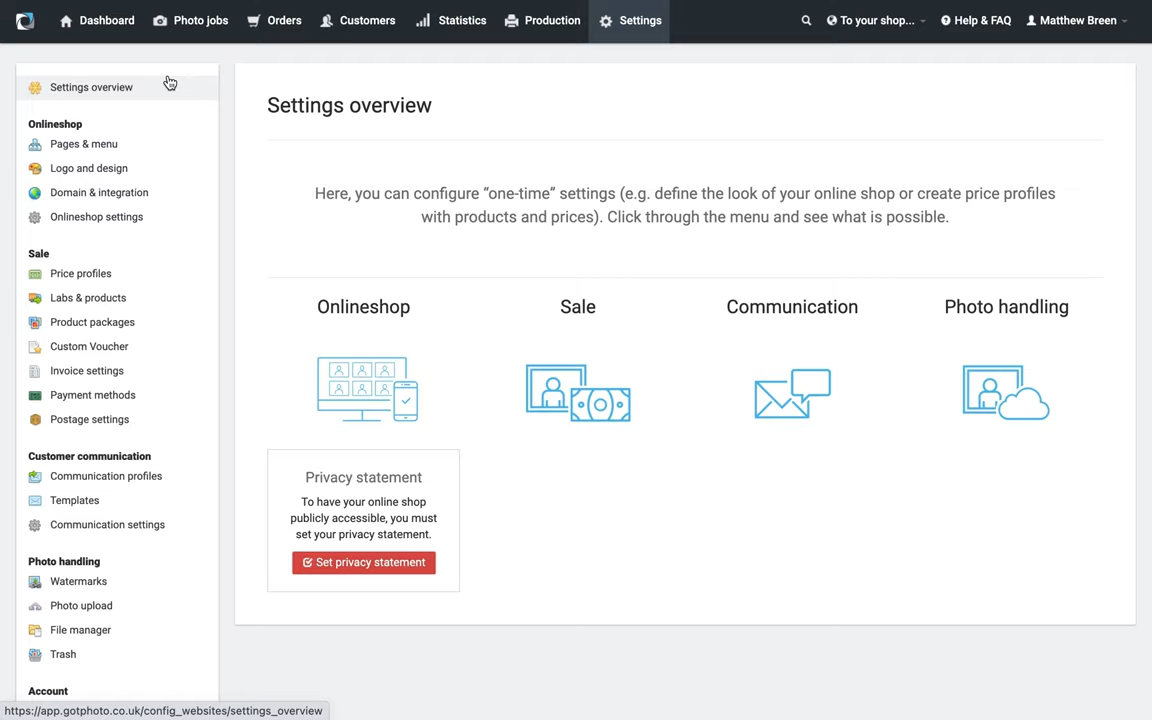 Dashboard
Photo jobs
Orders
Customers
Statistics
Production
Settings
To your shop...
Help & FAQ
Matthew Breen
Settings overview
Onlineshop
Pages & menu
Logo and design
Domain & integration
Onlineshop settings
Sale
Price profiles
Labs & products
Product packages
Custom Voucher
Invoice settings
Payment methods
Postage settings
Customer communication
Communication profiles
Templates
Communication settings
Photo handling
Watermarks
Photo upload
File manager
Trash
Account
Settings overview
Here, you can configure “one-time” settings (e.g. define the look of your online shop or create price profiles
with products and prices). Click through the menu and see what is possible.
Onlineshop
Sale
Communication
Photo handling
Privacy statement
To have your online shop
publicly accessible, you must
set your privacy statement.
Set privacy statement
https://app.gotphoto.co.uk/config_websites/settings_overview